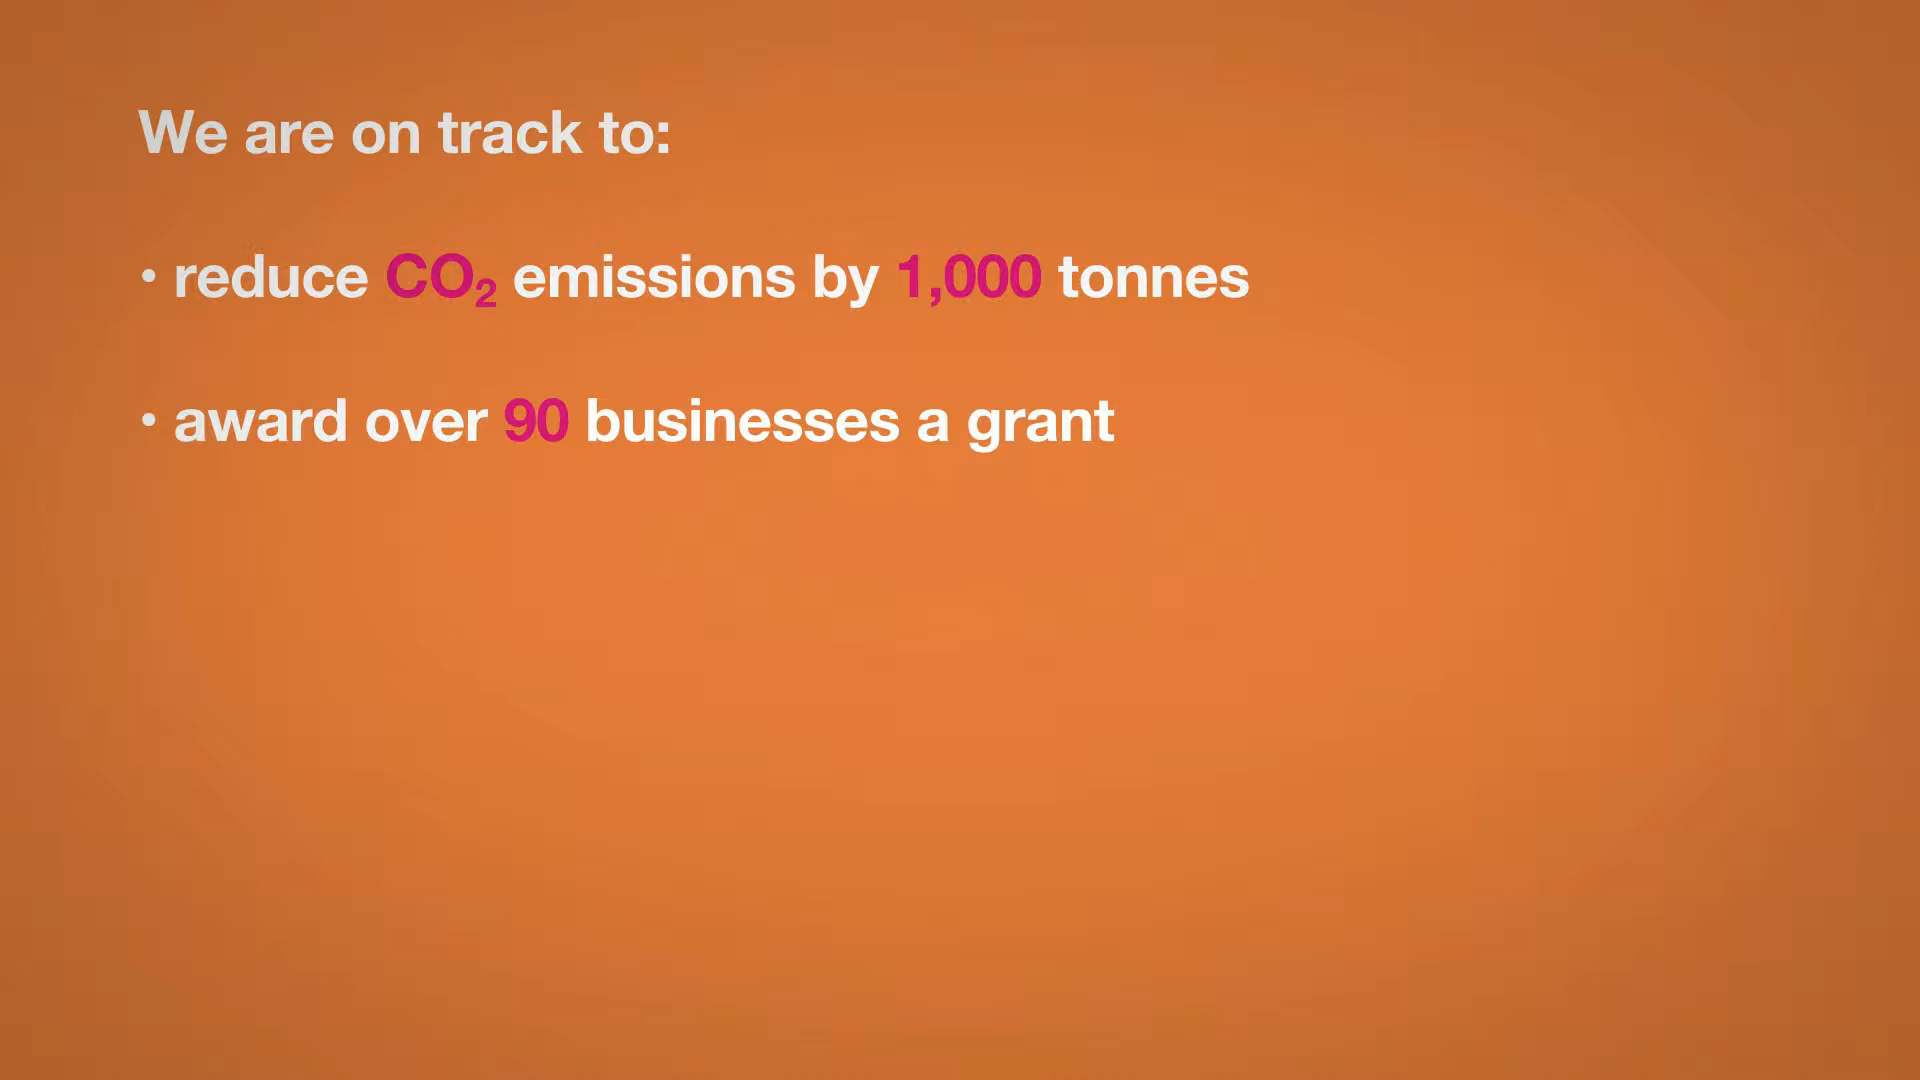 We are on track to:
• reduce CO₂ emissions by 1,000 tonnes
• award over 90 businesses a grant